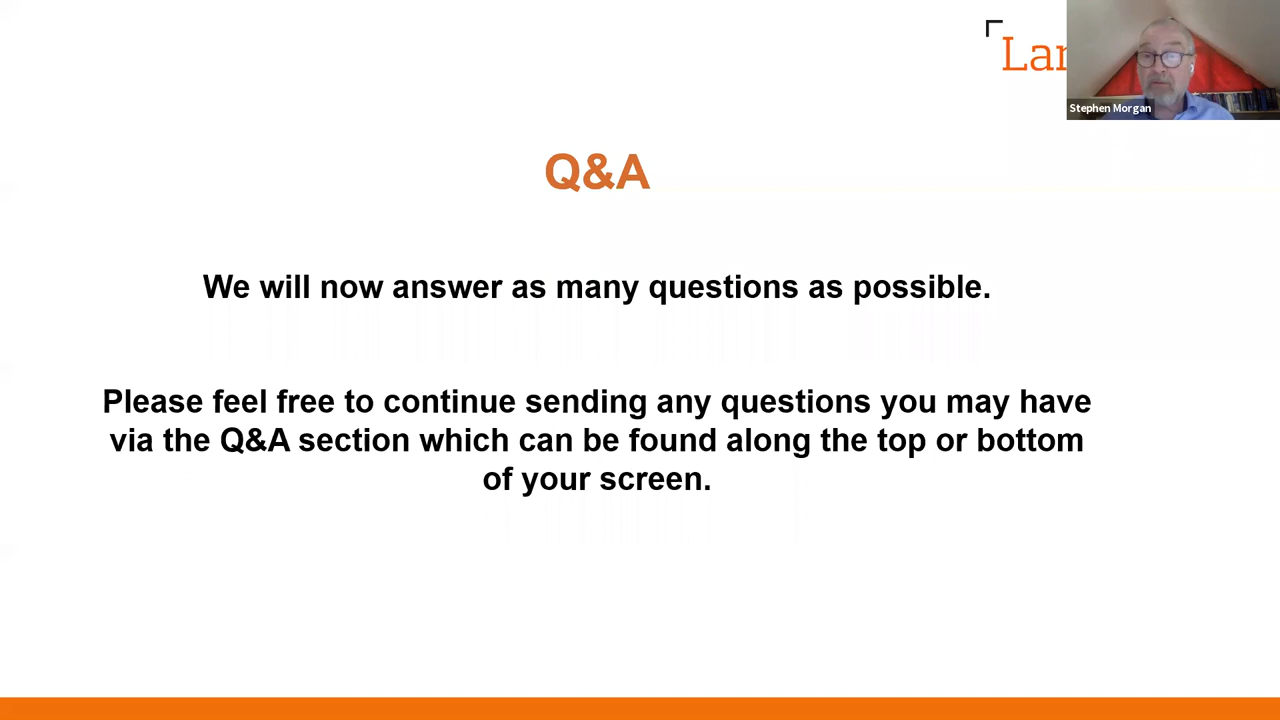 Lar
Stephen Morgan
Q&A
We will now answer as many questions as possible.
Please feel free to continue sending any questions you may have
via the Q&A section which can be found along the top or bottom
of your screen.